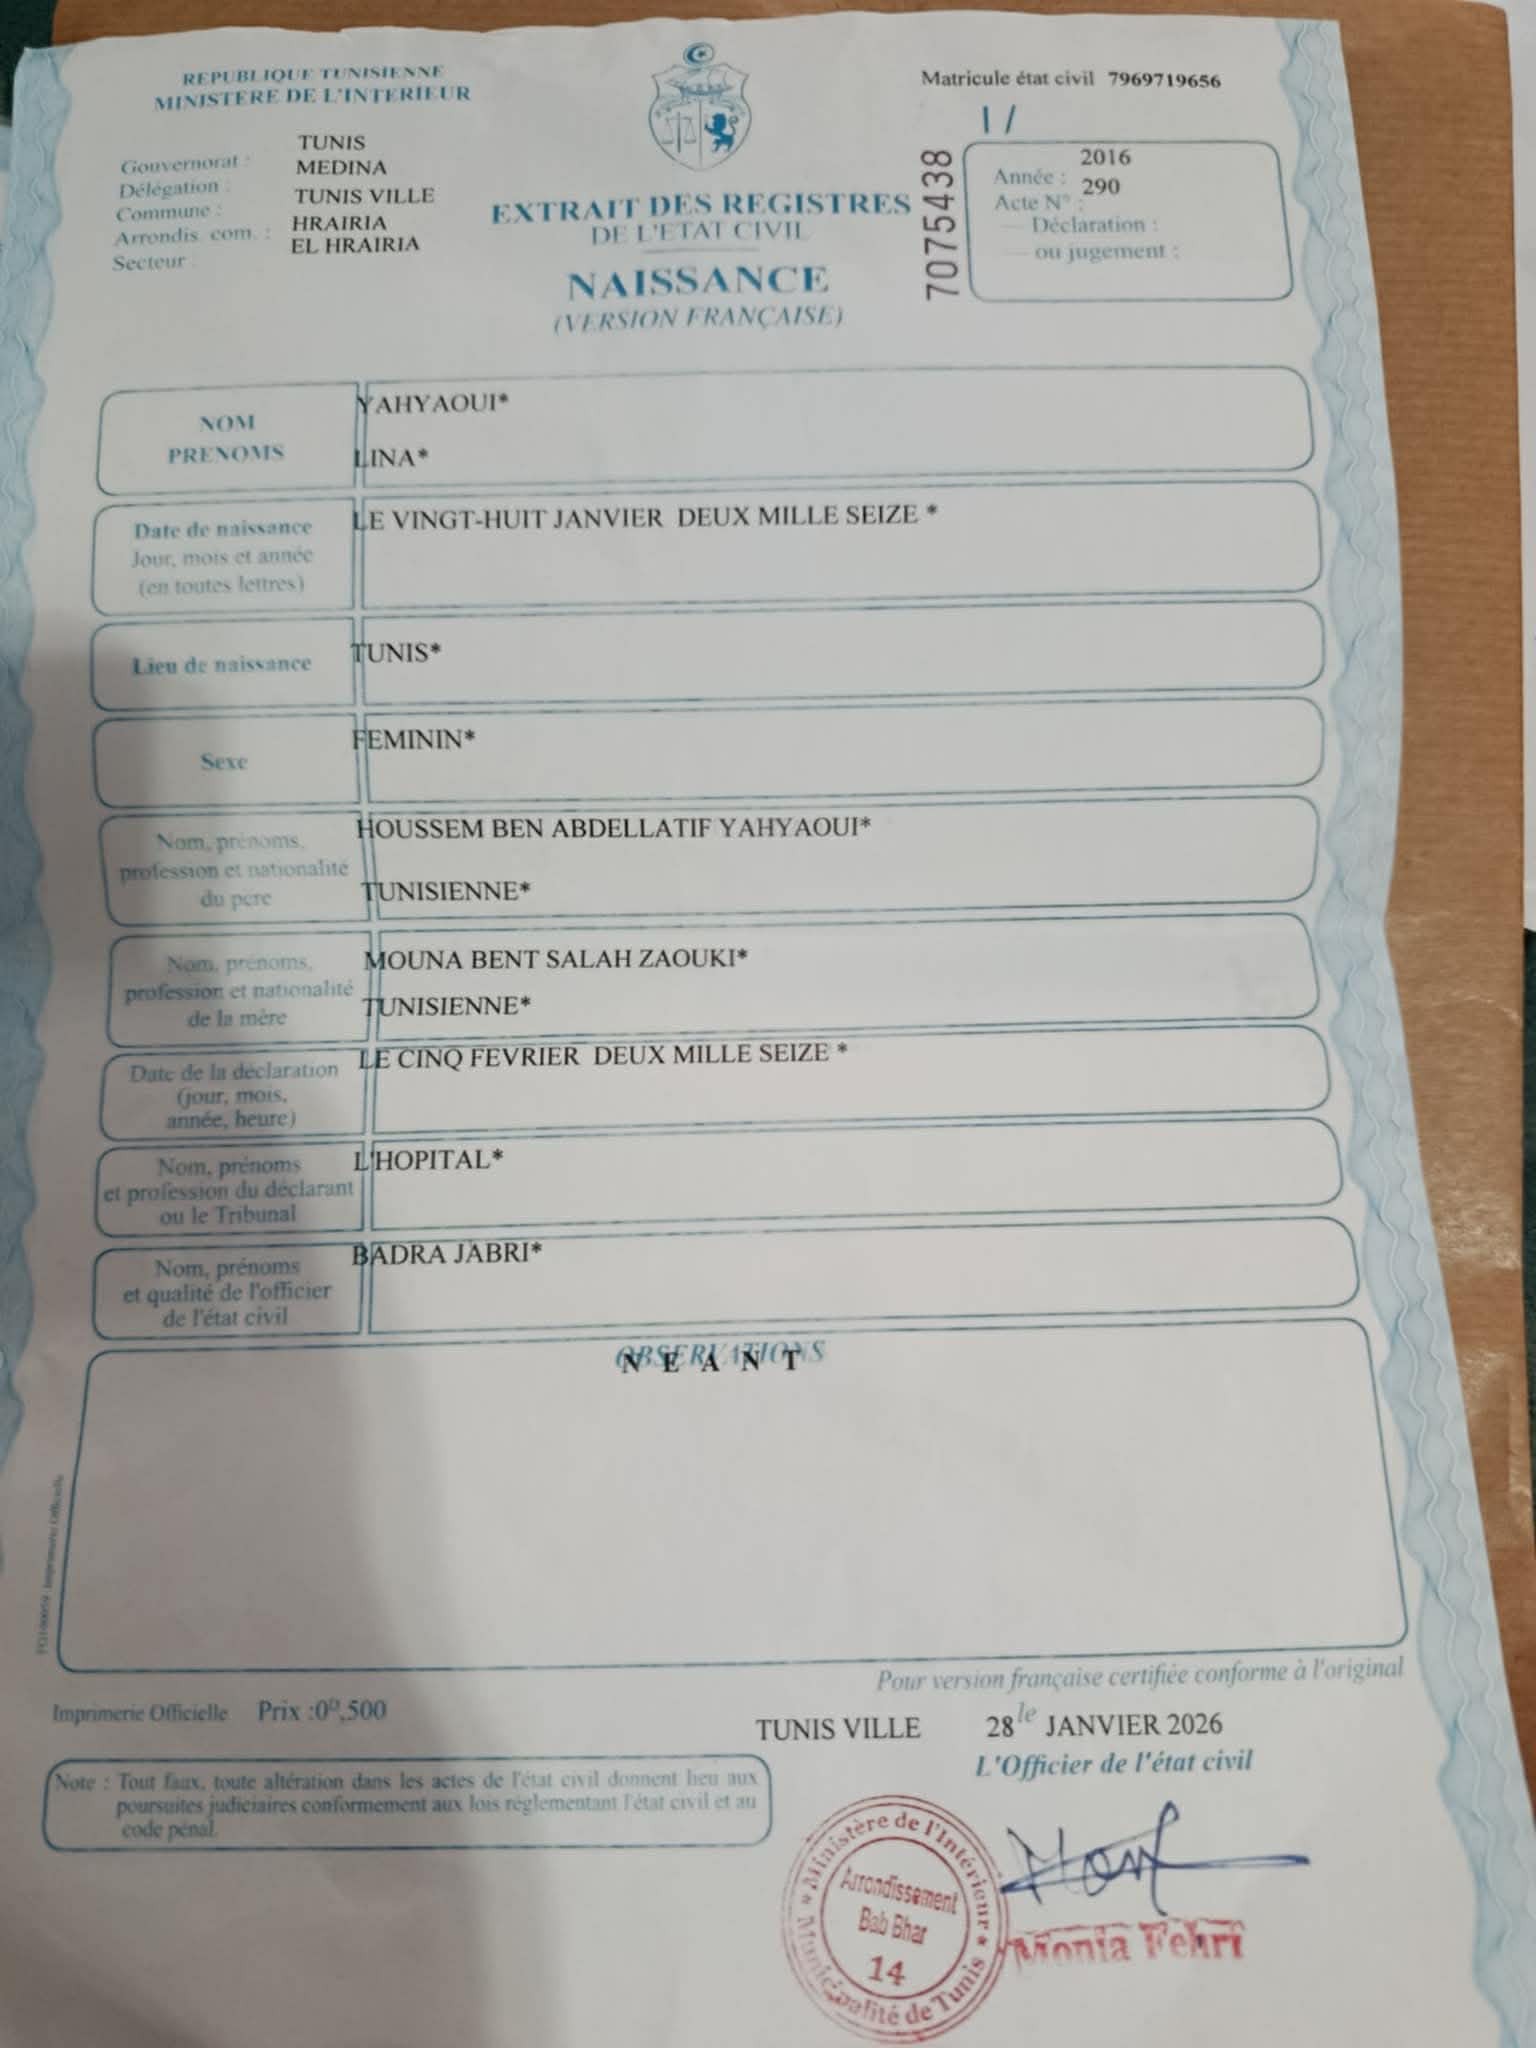 REPUBLIQUE TUNISIENNE
MINISTERE DE L'INTERIEUR
Gouvernorat : TUNIS
Délégation : MEDINA
Commune : TUNIS VILLE
Arrondis. com. : HRAIRIA
Secteur : EL HRAIRIA
EXTRAIT DES REGISTRES
DE L'ETAT CIVIL
NAISSANCE
(VERSION FRANÇAISE)
Matricule état civil 7969719656
1 /
7075438
Année : 2016
Acte N° : 290
— Déclaration :
— ou jugement :
NOM YAHYAOUI*
PRENOMS LINA*
Date de naissance LE VINGT-HUIT JANVIER DEUX MILLE SEIZE *
Jour, mois et année
(en toutes lettres)
Lieu de naissance TUNIS*
Sexe FEMININ*
Nom, prénoms, HOUSSEM BEN ABDELLATIF YAHYAOUI*
profession et nationalité
du père TUNISIENNE*
Nom, prénoms, MOUNA BENT SALAH ZAOUKI*
profession et nationalité
de la mère TUNISIENNE*
Date de la déclaration LE CINQ FEVRIER DEUX MILLE SEIZE *
(jour, mois,
année, heure)
Nom, prénoms L'HOPITAL*
et profession du déclarant
ou le Tribunal
Nom, prénoms BADRA JABRI*
et qualité de l'officier
de l'état civil
OBSERVATIONS
N E A N T
Imprimerie Officielle
Pour version française certifiée conforme à l'original
Imprimerie Officielle Prix :0ᴰ,500
TUNIS VILLE le 28 JANVIER 2026
L'Officier de l'état civil
Note : Tout faux, toute altération dans les actes de l'état civil donnent lieu aux
poursuites judiciaires conformement aux lois réglementant l'état civil et au
code pénal.
* Ministère de l'Intérieur *
Municipalité de Tunis
Arrondissement
Bab Bhar
14
Monia Fehri